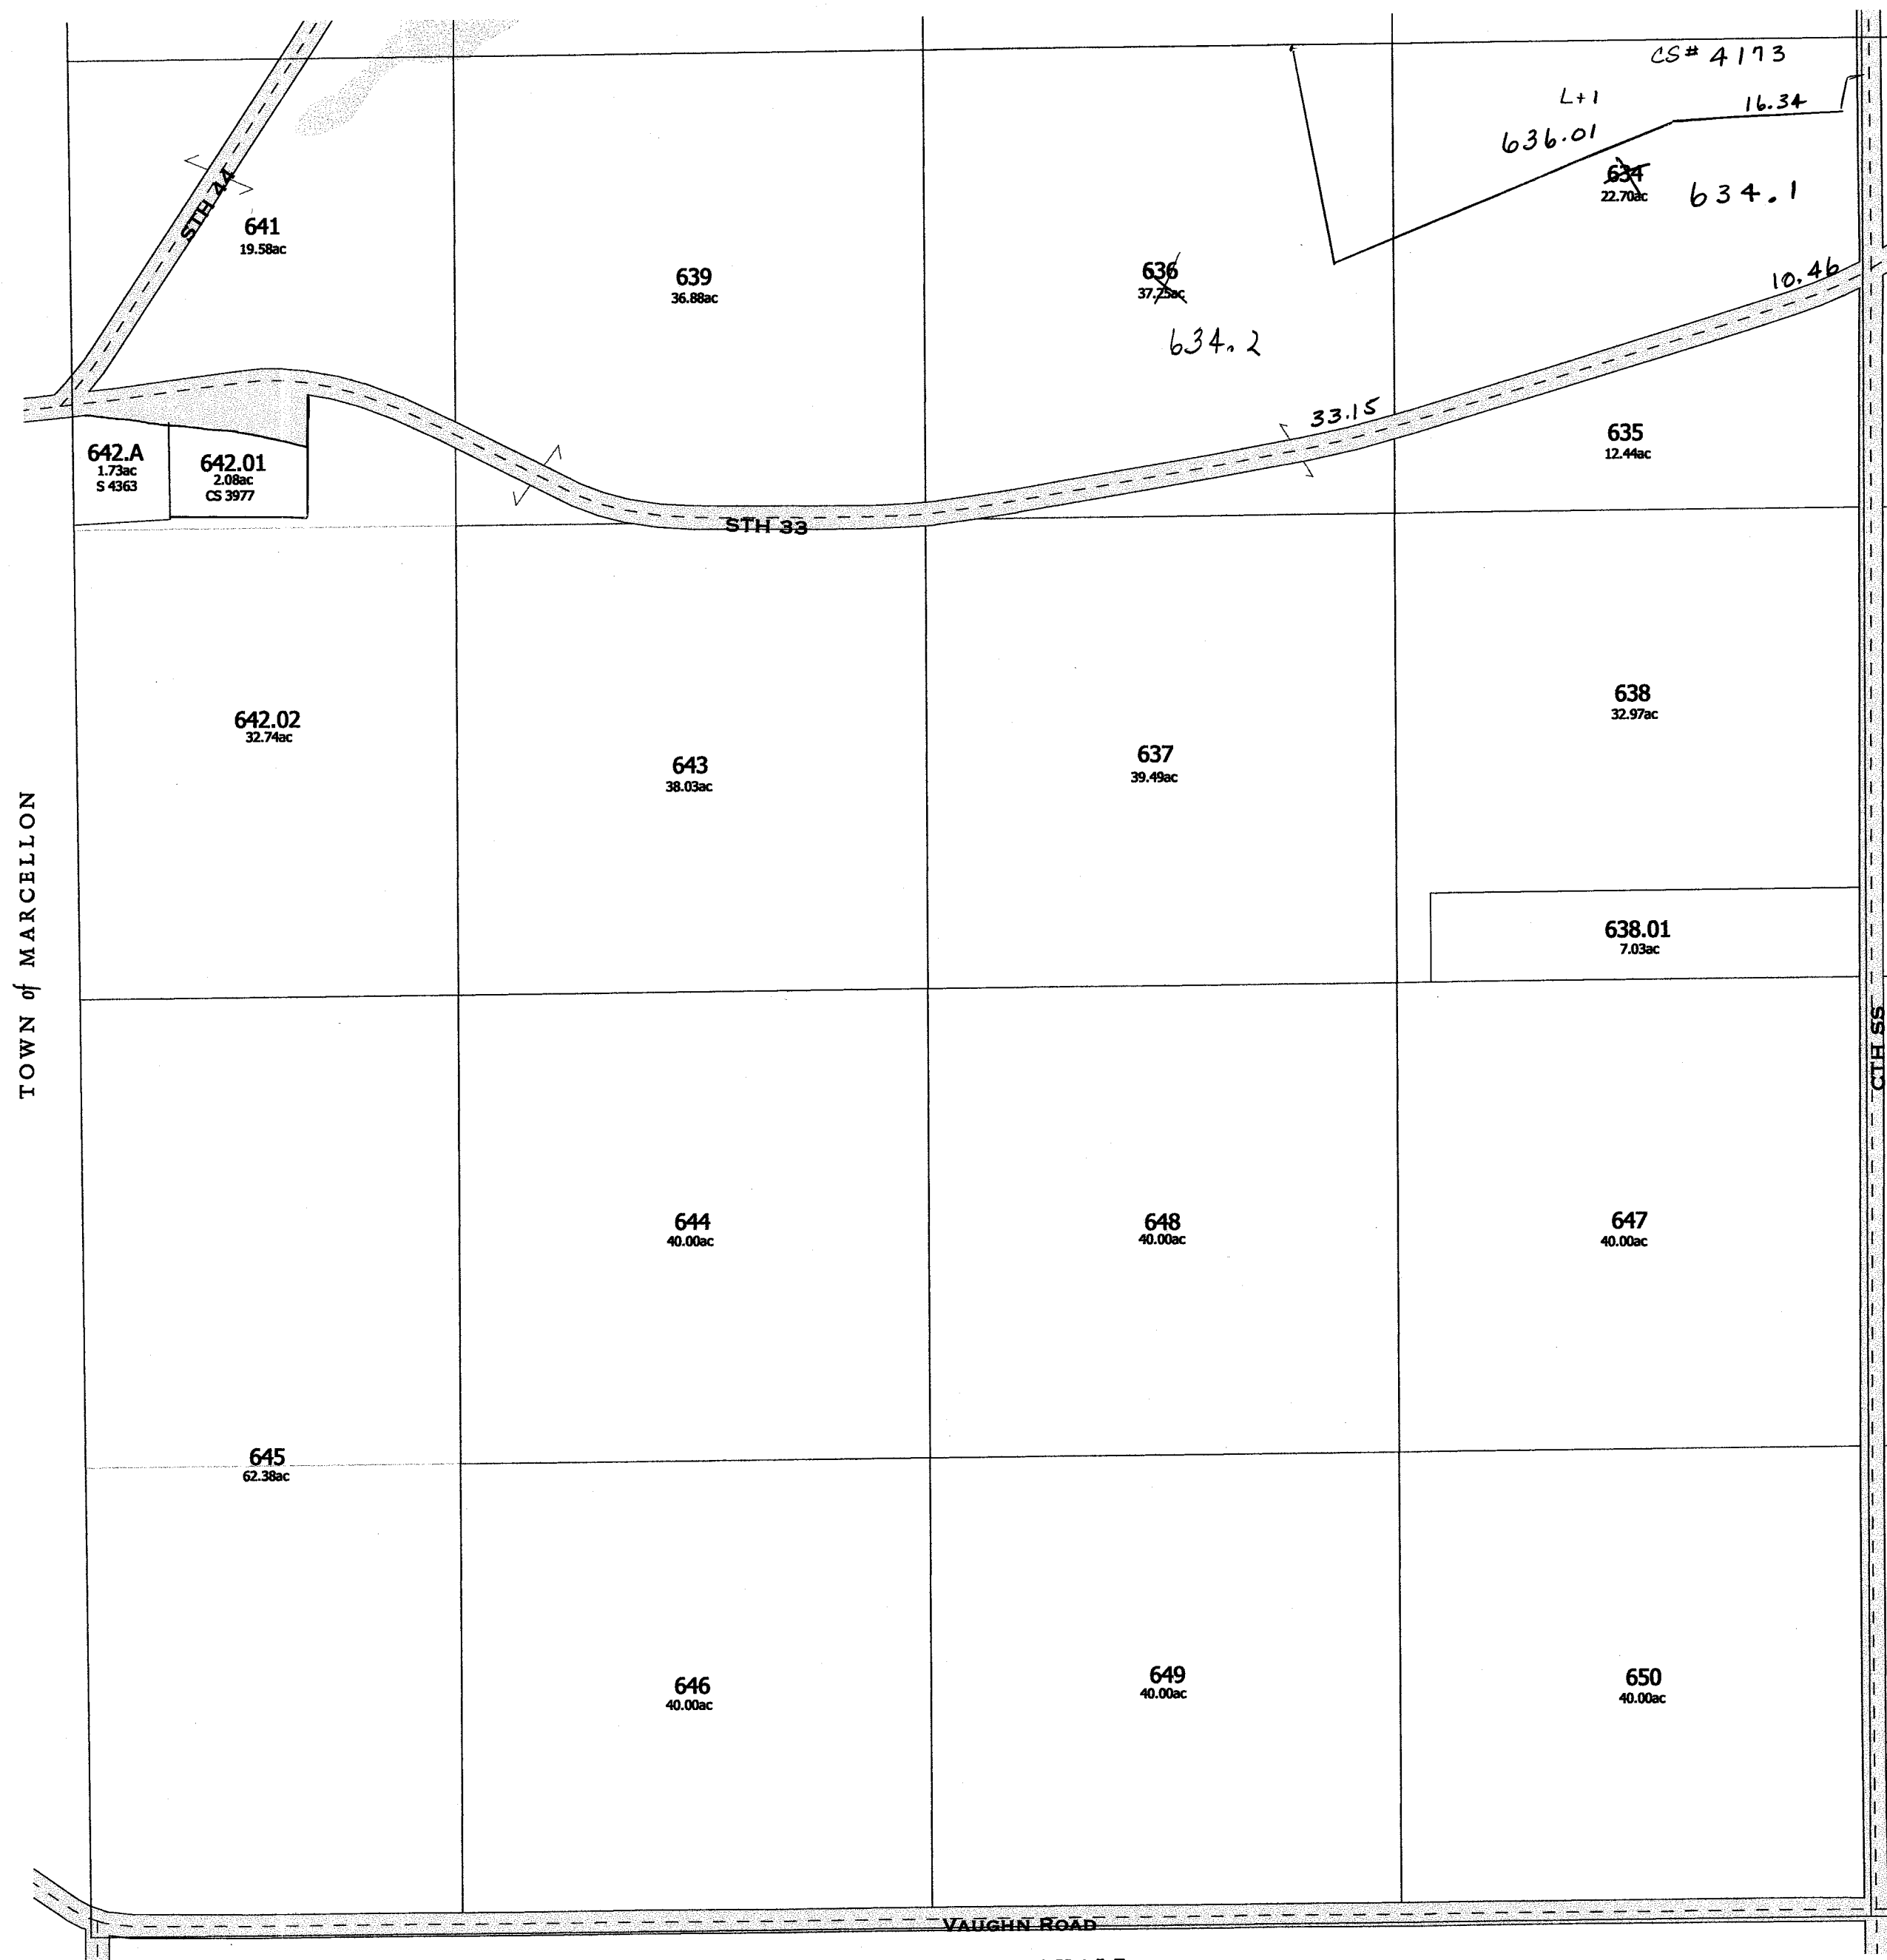 CS# 4173
L+1
16.34
636.01
634
22.70ac
634.1
STH 44
641
19.58ac
639
36.88ac
636
37.25ac
634.2
10.46
33.15
635
12.44ac
642.A
1.73ac
S 4363
642.01
2.08ac
CS 3977
STH 33
642.02
32.74ac
643
38.03ac
637
39.49ac
638
32.97ac
TOWN of MARCELLON
638.01
7.03ac
CTH SS
644
40.00ac
648
40.00ac
647
40.00ac
645
62.38ac
646
40.00ac
649
40.00ac
650
40.00ac
VAUGHN ROAD